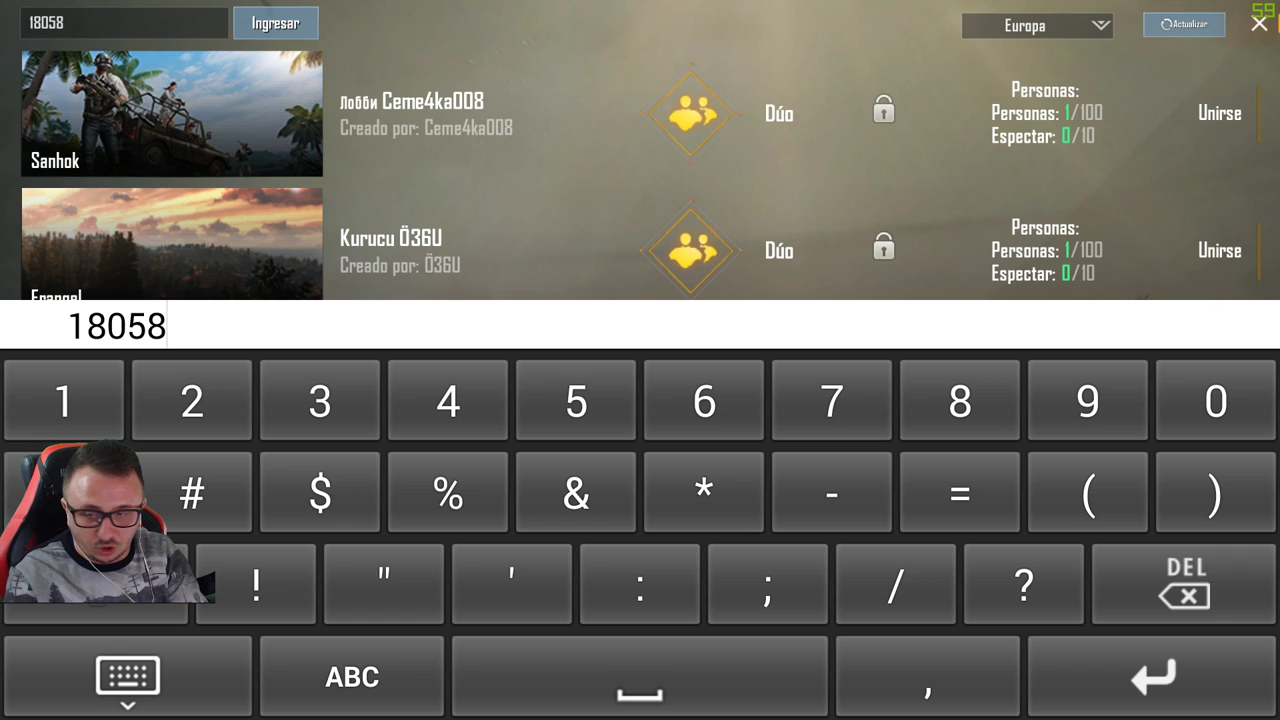 18058
Ingresar
Europa
Actualizar
59
Sanhok
Лобби Ceme4ka008
Creado por: Ceme4ka008
Dúo
Personas:
Personas: 1/100
Espectar: 0/10
Unirse
Erangel
Kurucu Ö36U
Creado por: Ö36U
Dúo
Personas:
Personas: 1/100
Espectar: 0/10
Unirse
18058
1 2 3 4 5 6 7 8 9 0
# $ % & * - = ( )
! " ' : ; / ? DEL
ABC ,